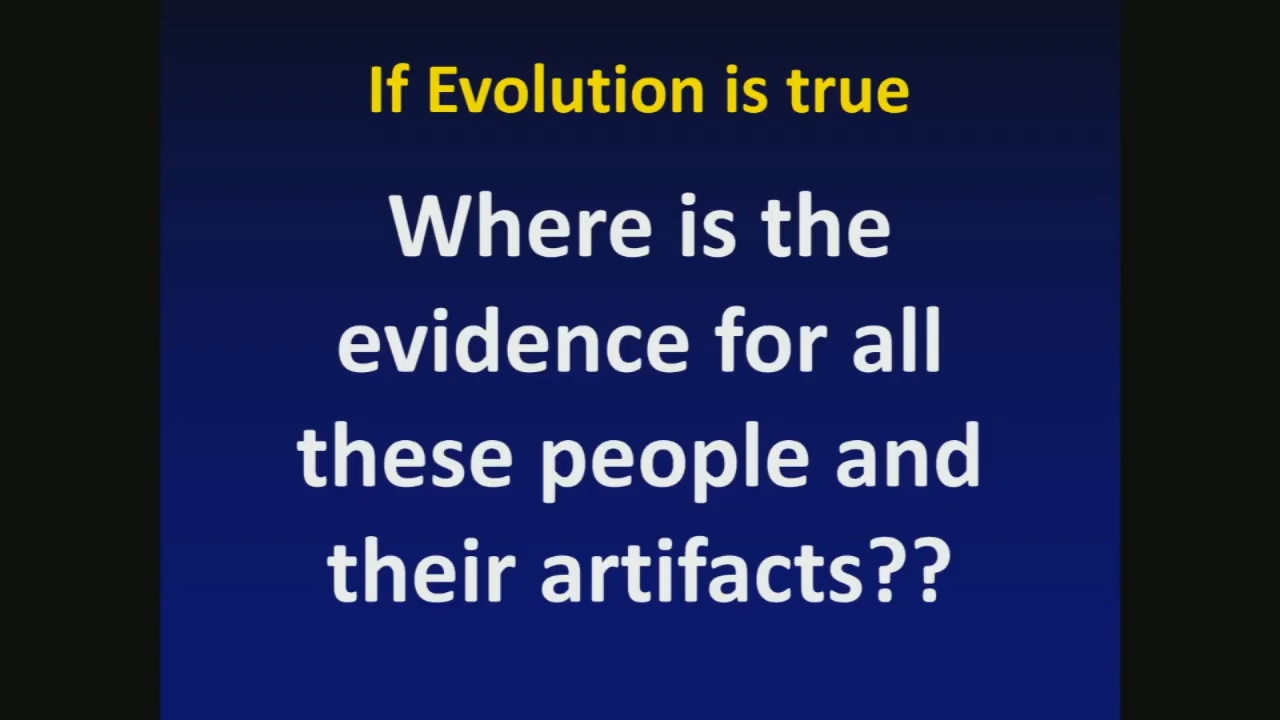 If Evolution is true
Where is the
evidence for all
these people and
their artifacts??